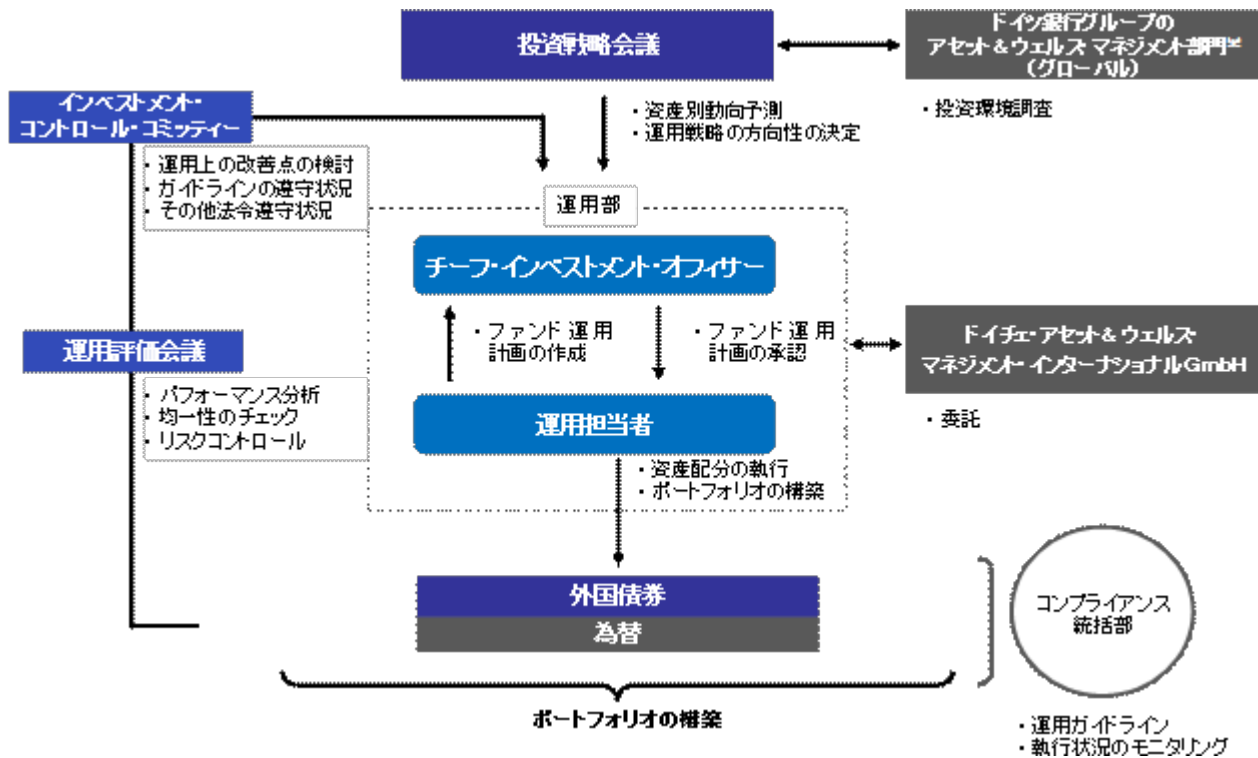 投資戦略会議
ドイツ銀行グループの
アセット&ウェルス・マネジメント部門
(グローバル)
・投資環境調査
・資産別動向予測
・運用戦略の方向性の決定
インベストメント・
コントロール・コミッティー
・運用上の改善点の検討
・ガイドラインの遵守状況
・その他法令遵守状況
運用部
チーフ・インベストメント・オフィサー
・ファンド運用
計画の作成
・ファンド運用
計画の承認
運用評価会議
・パフォーマンス分析
・均一性のチェック
・リスクコントロール
ドイチェ・アセット&ウェルス・
マネジメント・インターナショナルGmbH
・委託
運用担当者
・資産配分の執行
・ポートフォリオの構築
外国債券
為替
ポートフォリオの構築
コンプライアンス
統括部
・運用ガイドライン
・執行状況のモニタリング